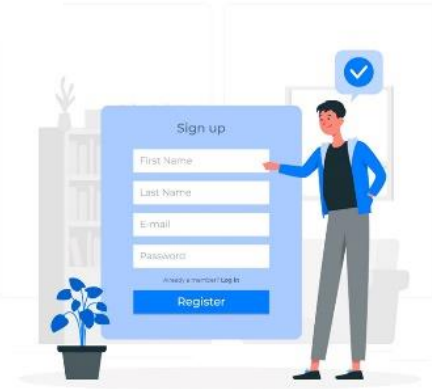 Sign up
First Name
Last Name
E-mail
Password
Already a member? Log in
Register